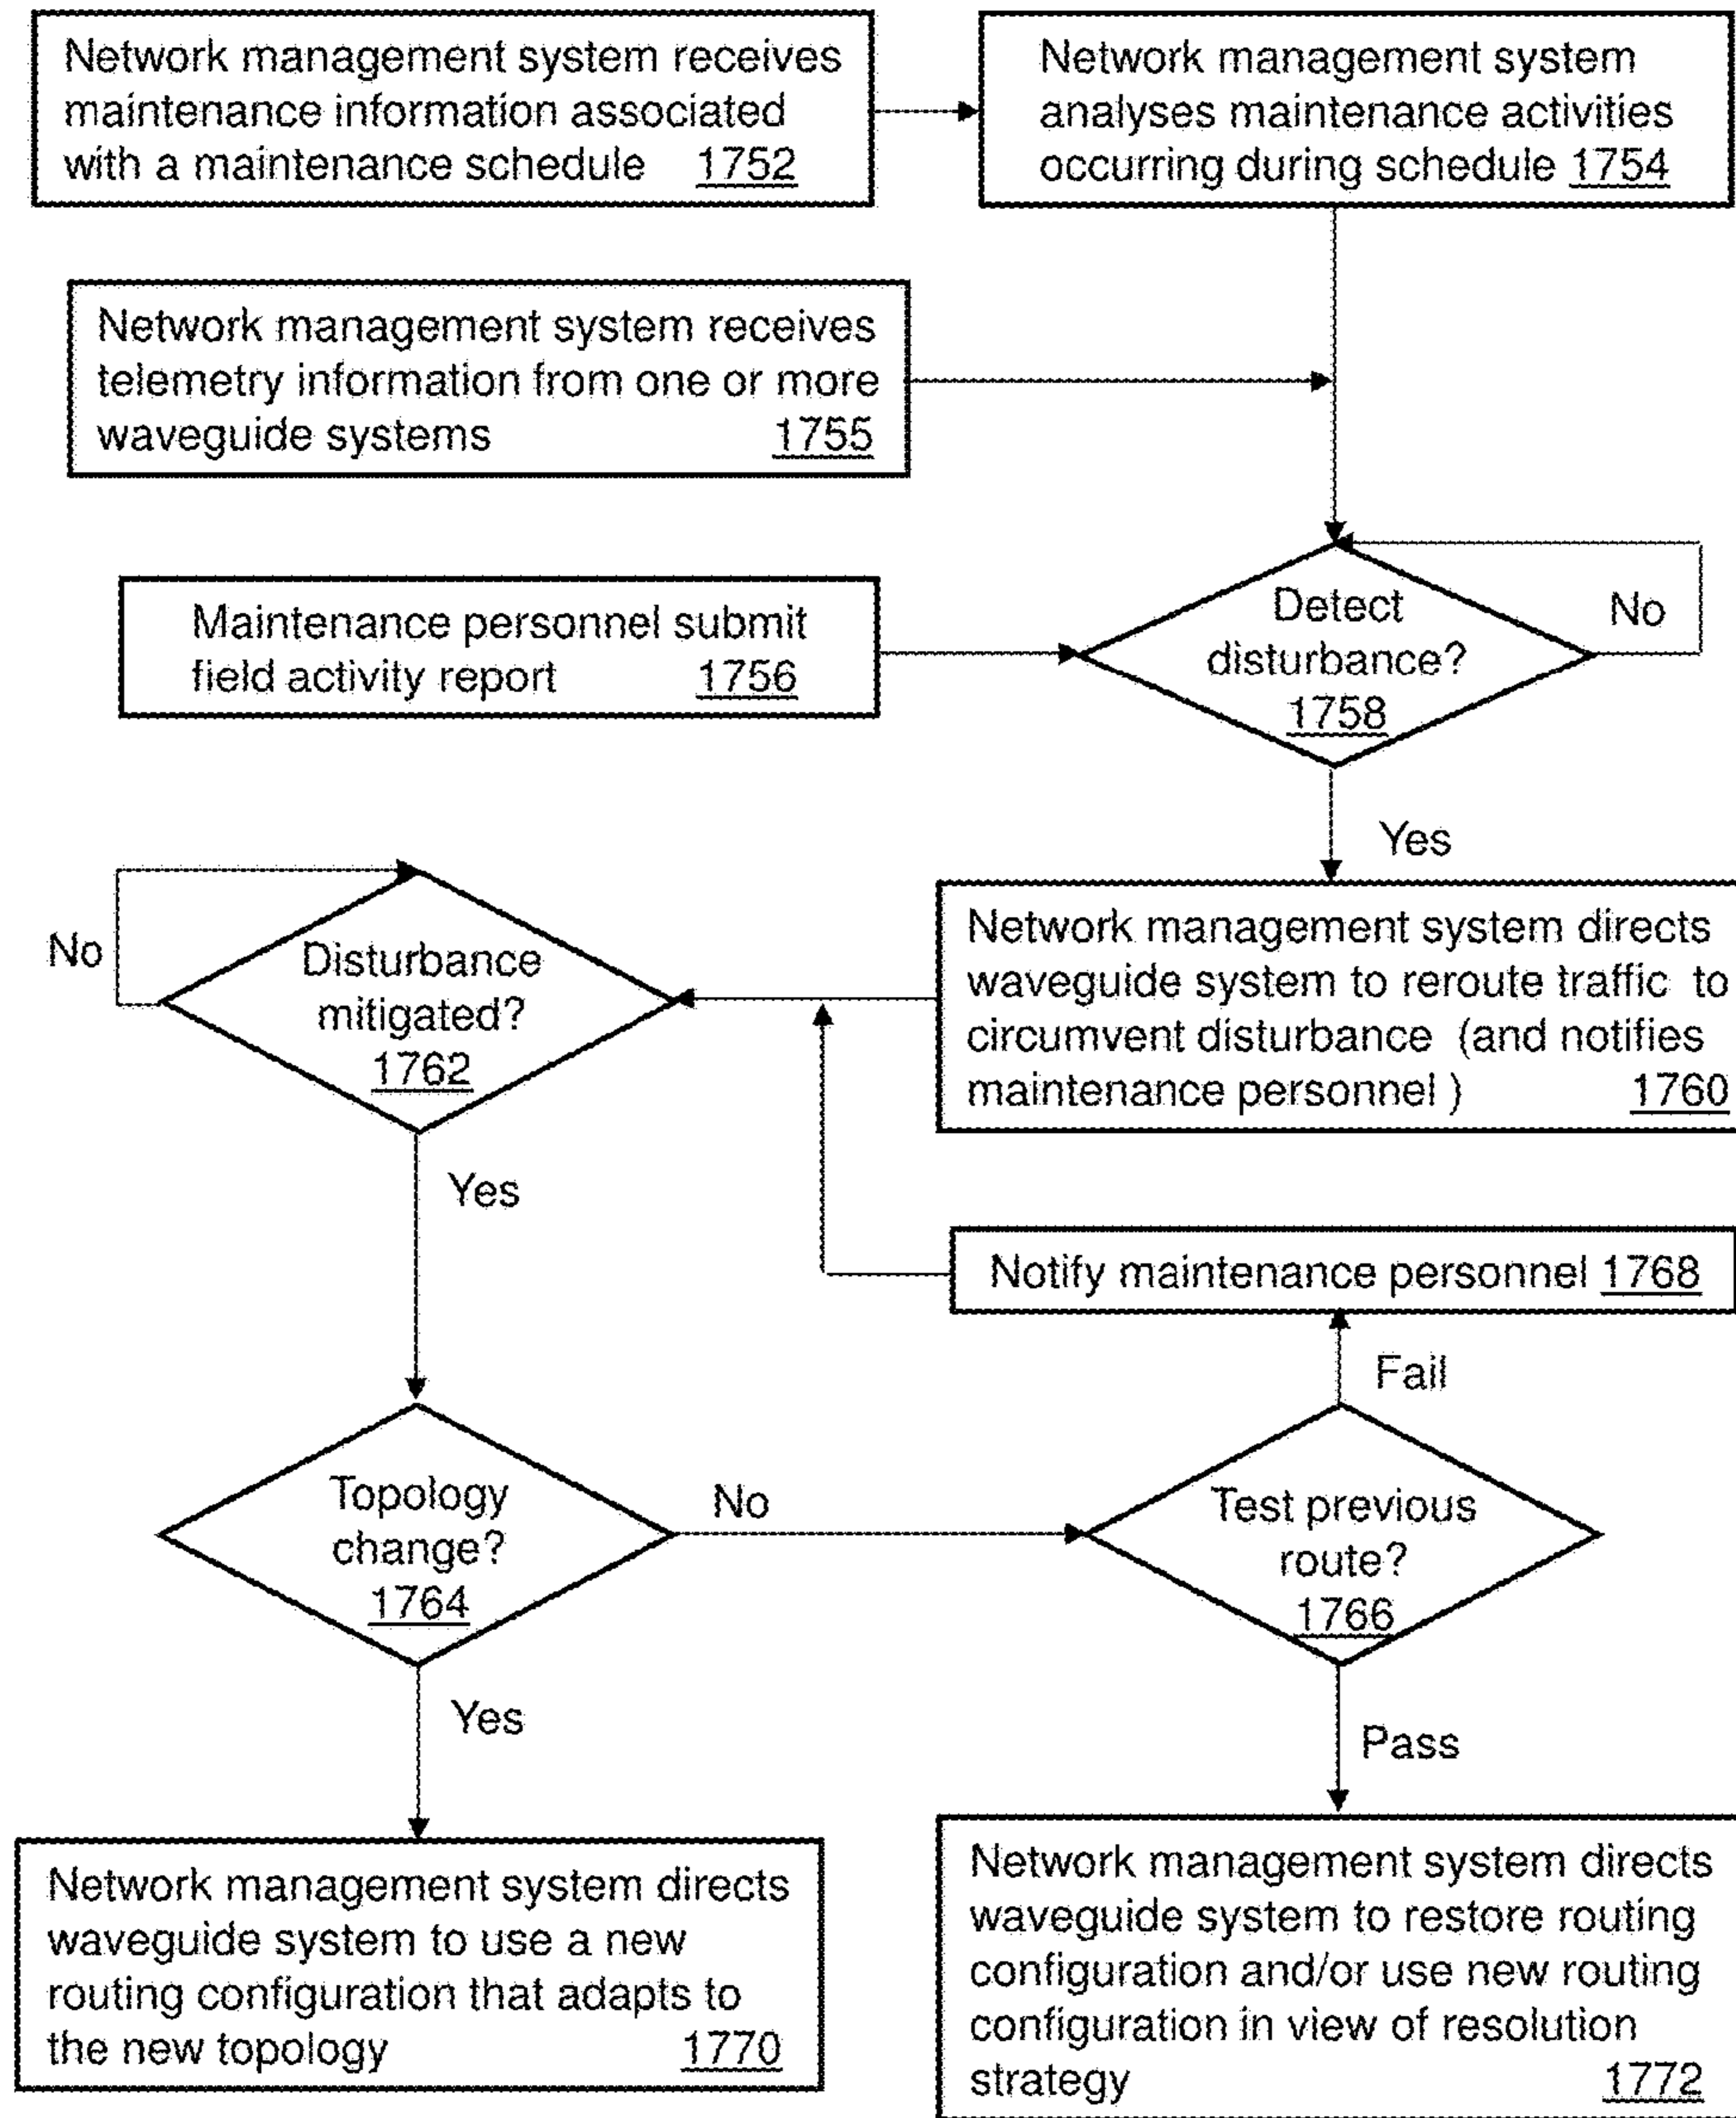 Network management system receives
maintenance information associated
with a maintenance schedule 1752
Network management system
analyses maintenance activities
occurring during schedule 1754
Network management system receives
telemetry information from one or more
waveguide systems 1755
Maintenance personnel submit
field activity report 1756
Detect
disturbance?
1758
No
Yes
Network management system directs
waveguide system to reroute traffic to
circumvent disturbance (and notifies
maintenance personnel ) 1760
No
Disturbance
mitigated?
1762
Yes
Notify maintenance personnel 1768
Fail
Topology
change?
1764
No
Test previous
route?
1766
Yes
Pass
Network management system directs
waveguide system to use a new
routing configuration that adapts to
the new topology 1770
Network management system directs
waveguide system to restore routing
configuration and/or use new routing
configuration in view of resolution
strategy 1772